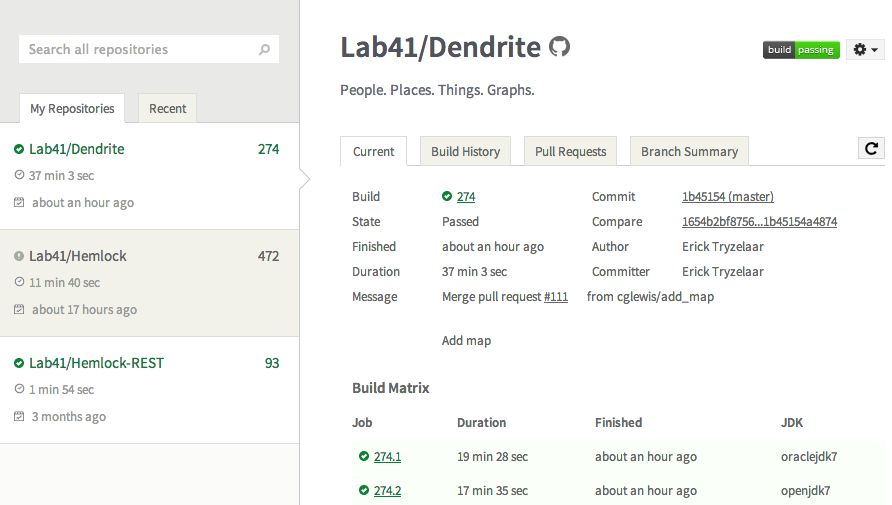 Search all repositories
My Repositories Recent
Lab41/Dendrite 274
37 min 3 sec
about an hour ago
Lab41/Hemlock 472
11 min 40 sec
about 17 hours ago
Lab41/Hemlock-REST 93
1 min 54 sec
3 months ago
Lab41/Dendrite
build passing
People. Places. Things. Graphs.
Current Build History Pull Requests Branch Summary
Build 274 Commit 1b45154 (master)
State Passed Compare 1654b2bf8756...1b45154a4874
Finished about an hour ago Author Erick Tryzelaar
Duration 37 min 3 sec Committer Erick Tryzelaar
Message Merge pull request #111 from cglewis/add_map
Add map
Build Matrix
Job Duration Finished JDK
274.1 19 min 28 sec about an hour ago oraclejdk7
274.2 17 min 35 sec about an hour ago openjdk7